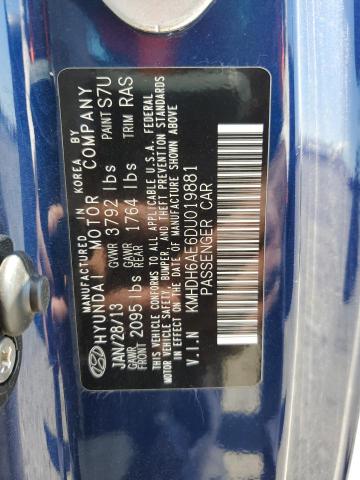 MANUFACTURED IN KOREA BY
HYUNDAI MOTOR COMPANY
JAN/28/13 GVWR 3792 lbs PAINT S7U
GAWR FRONT 2095 lbs GAWR REAR 1764 lbs TRIM RAS
THIS VEHICLE CONFORMS TO ALL APPLICABLE U.S.A. FEDERAL
MOTOR VEHICLE SAFETY, BUMPER, AND THEFT PREVENTION STANDARDS
IN EFFECT ON THE DATE OF MANUFACTURE SHOWN ABOVE.
V.I.N KMHDH6AE6DU019881
PASSENGER CAR